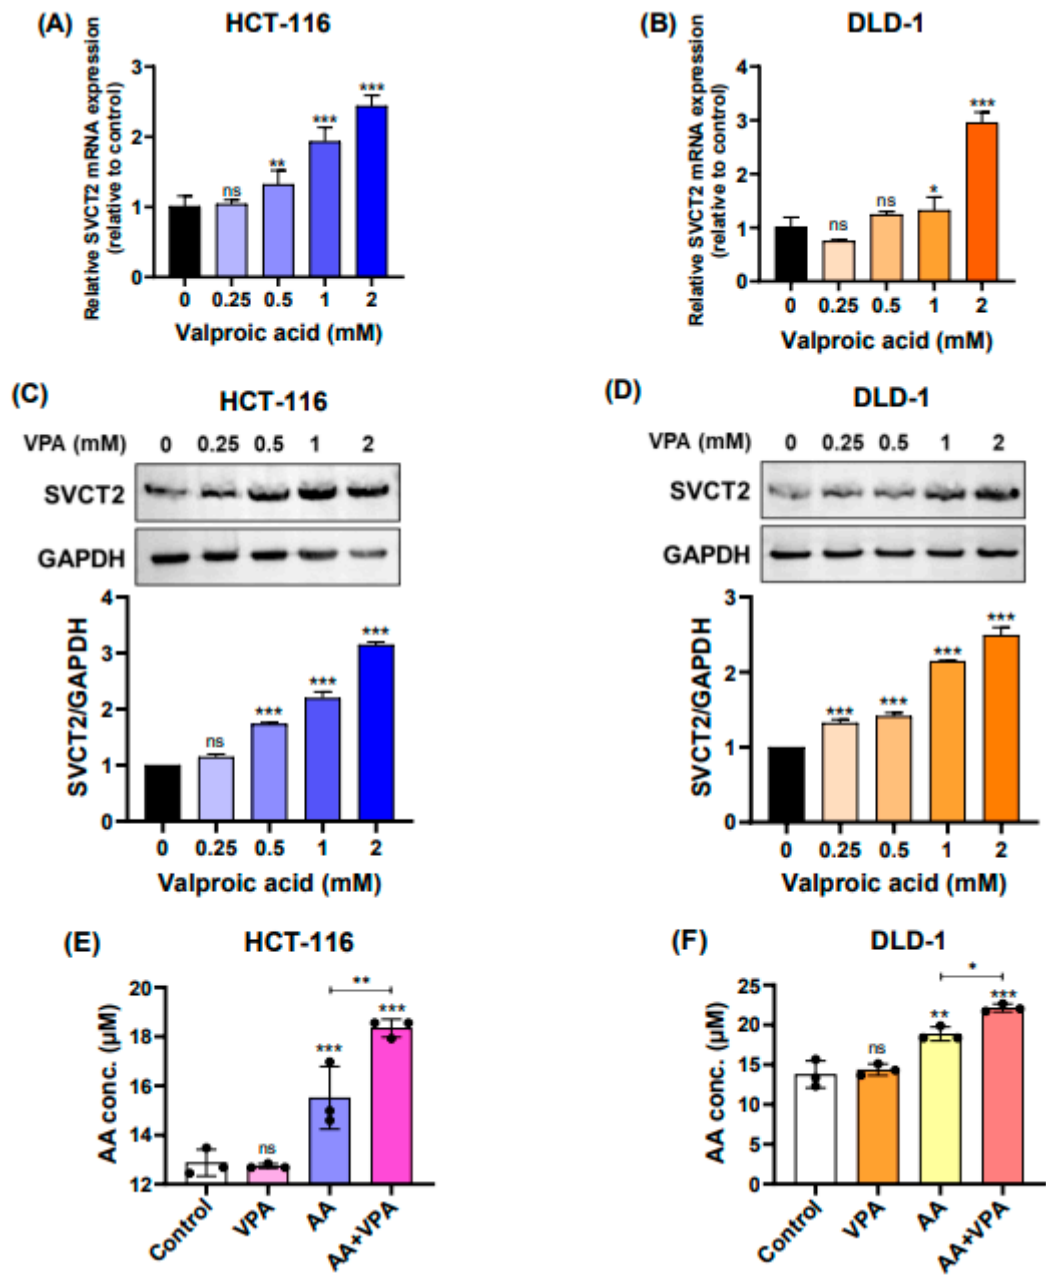 (A) HCT-116
Relative SVCT2 mRNA expression
(relative to control)
3
2
1
0
ns
**
***
***
0 0.25 0.5 1 2
Valproic acid (mM)
(B) DLD-1
Relative SVCT2 mRNA expression
(relative to control)
4
3
2
1
0
ns
ns
*
***
0 0.25 0.5 1 2
Valproic acid (mM)
(C) HCT-116
VPA (mM) 0 0.25 0.5 1 2
SVCT2
GAPDH
SVCT2/GAPDH
4
3
2
1
0
ns
***
***
***
0 0.25 0.5 1 2
Valproic acid (mM)
(D) DLD-1
VPA (mM) 0 0.25 0.5 1 2
SVCT2
GAPDH
SVCT2/GAPDH
3
2
1
0
***
***
***
***
0 0.25 0.5 1 2
Valproic acid (mM)
(E) HCT-116
AA conc. (µM)
20
18
16
14
12
ns
***
**
***
Control VPA AA AA+VPA
(F) DLD-1
AA conc. (µM)
25
20
15
10
5
0
ns
**
*
***
Control VPA AA AA+VPA